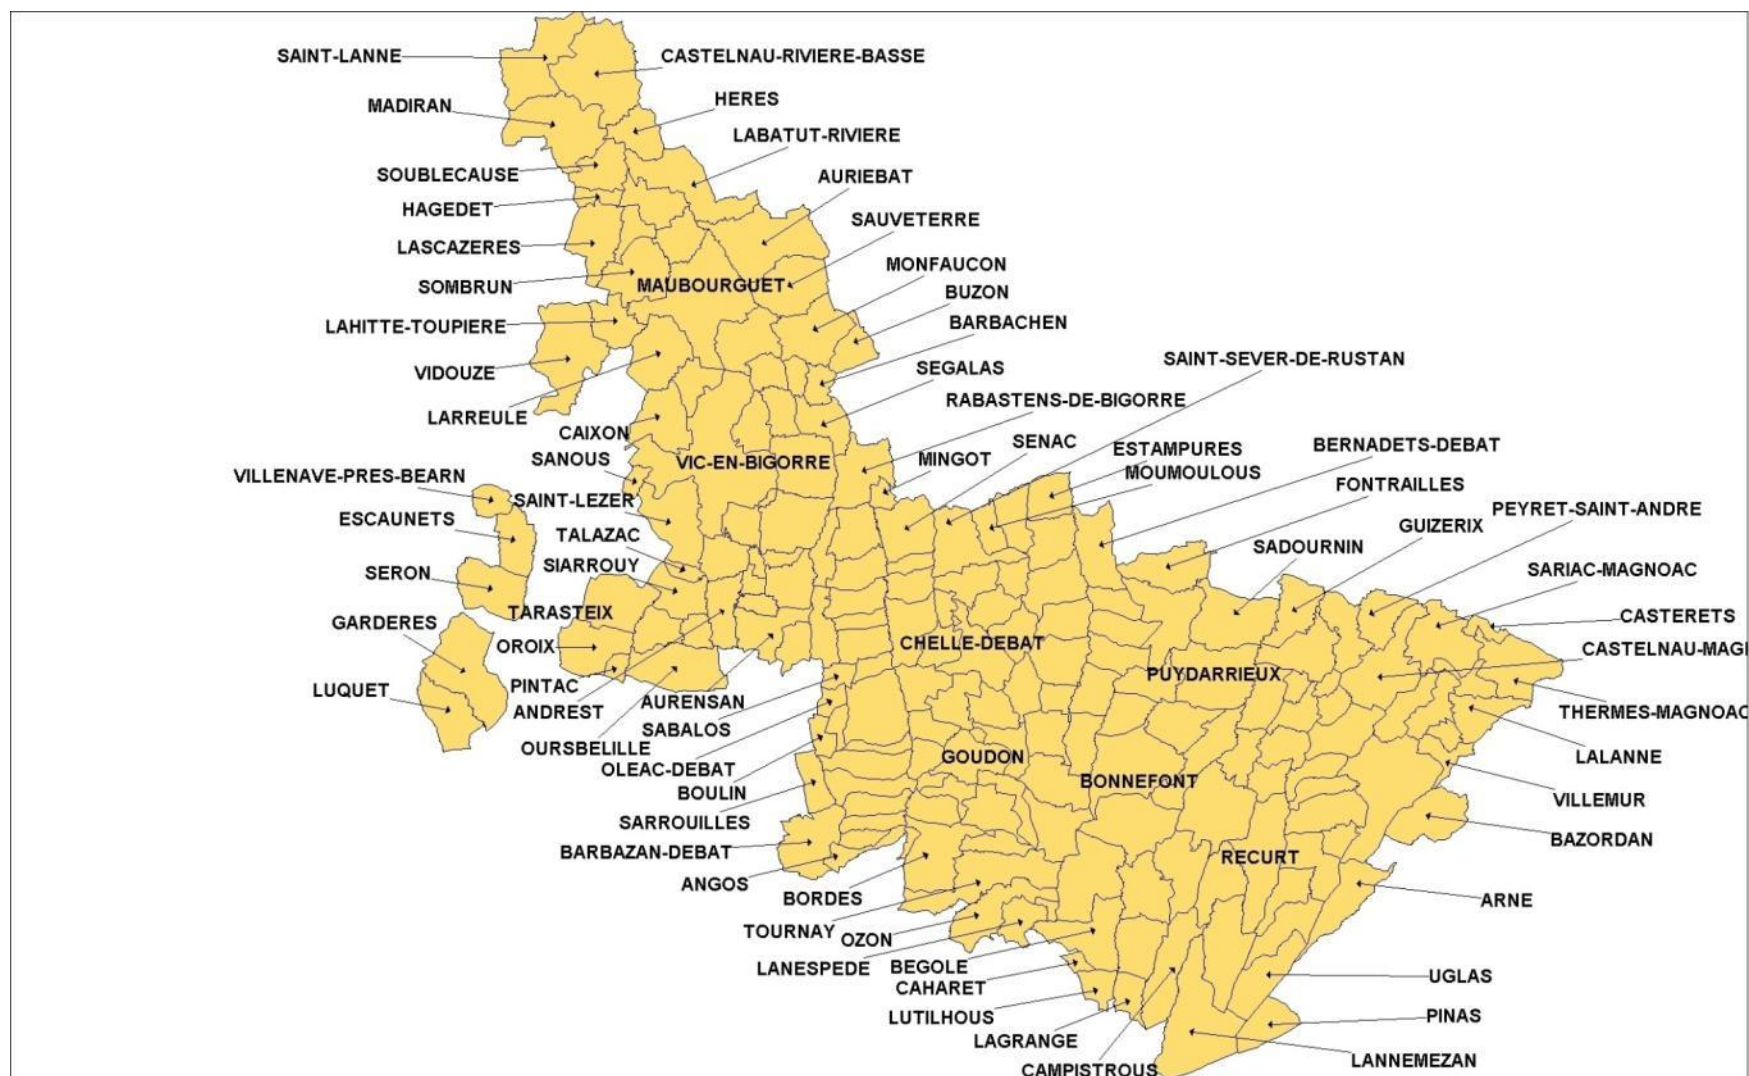 SAINT-LANNE
CASTELNAU-RIVIERE-BASSE
MADIRAN
HERES
LABATUT-RIVIERE
SOUBLECAUSE
AURIEBAT
HAGEDET
SAUVETERRE
LASCAZERES
MONFAUCON
SOMBRUN
MAUBOURGUET
BUZON
LAHITTE-TOUPIERE
BARBACHEN
SAINT-SEVER-DE-RUSTAN
VIDOUZE
SEGALAS
RABASTENS-DE-BIGORRE
LARREULE
CAIXON
SENAC
ESTAMPURES
BERNADETS-DEBAT
SANOUS
VIC-EN-BIGORRE
MINGOT
MOUMOULOUS
VILLENAVE-PRES-BEARN
FONTRAILLES
SAINT-LEZER
PEYRET-SAINT-ANDRE
ESCAUNETS
GUIZERIX
TALAZAC
SADOURNIN
SIARROUY
SERON
SARIAC-MAGNOAC
TARASTEIX
CASTERETS
GARDERES
OROIX
CHELLE-DEBAT
CASTELNAU-MAGI
PUYDARRIEUX
PINTAC
LUQUET
AURENSAN
ANDREST
THERMES-MAGNOAC
SABALOS
OURSBELILLE
GOUDON
LALANNE
OLEAC-DEBAT
BONNEFONT
BOULIN
VILLEMUR
SARROUILLES
BAZORDAN
BARBAZAN-DEBAT
RECURT
ANGOS
BORDES
ARNE
TOURNAY
OZON
LANESPEDE
BEGOLE
UGLAS
CAHARET
LUTILHOUS
PINAS
LAGRANGE
LANNEMEZAN
CAMPISTROUS